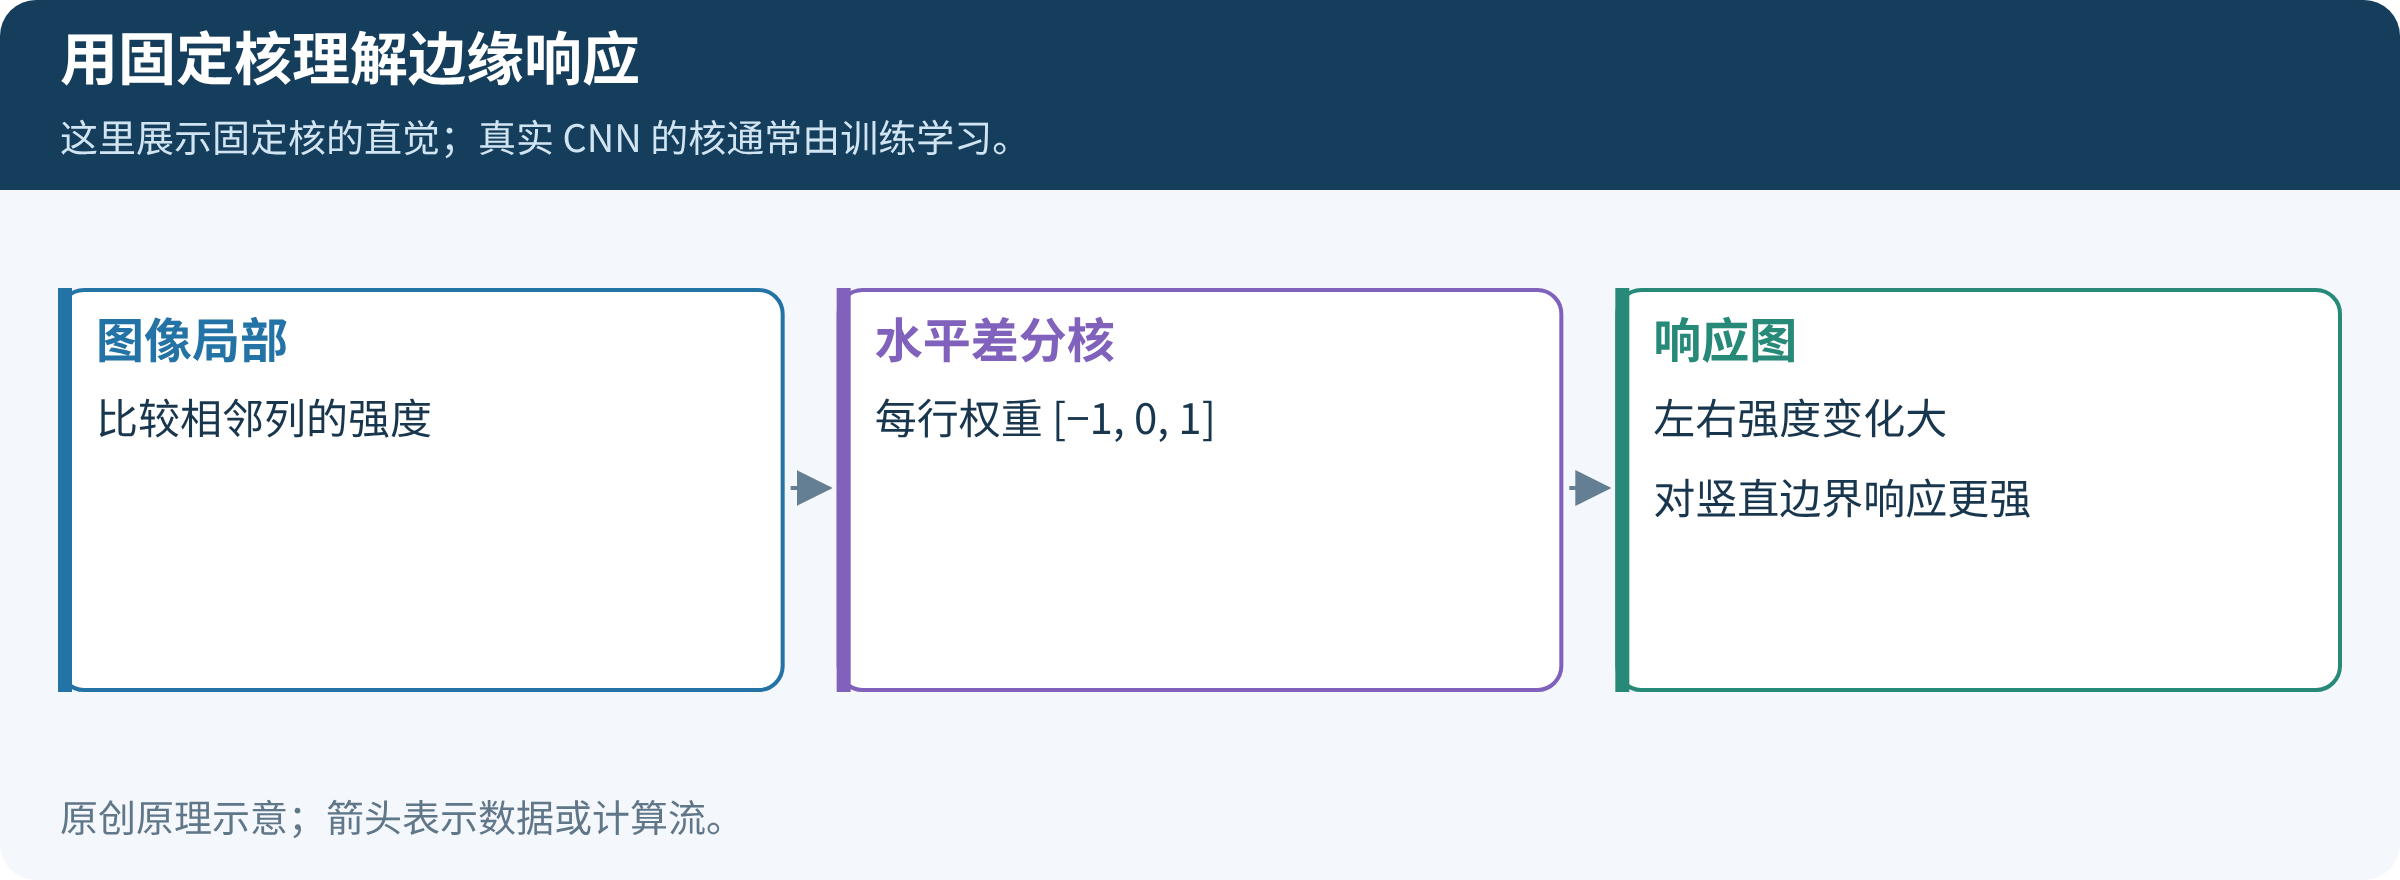 用固定核理解边缘响应
这里展示固定核的直觉；真实 CNN 的核通常由训练学习。
图像局部
比较相邻列的强度
水平差分核
每行权重 [−1, 0, 1]
响应图
左右强度变化大
对竖直边界响应更强
原创原理示意；箭头表示数据或计算流。